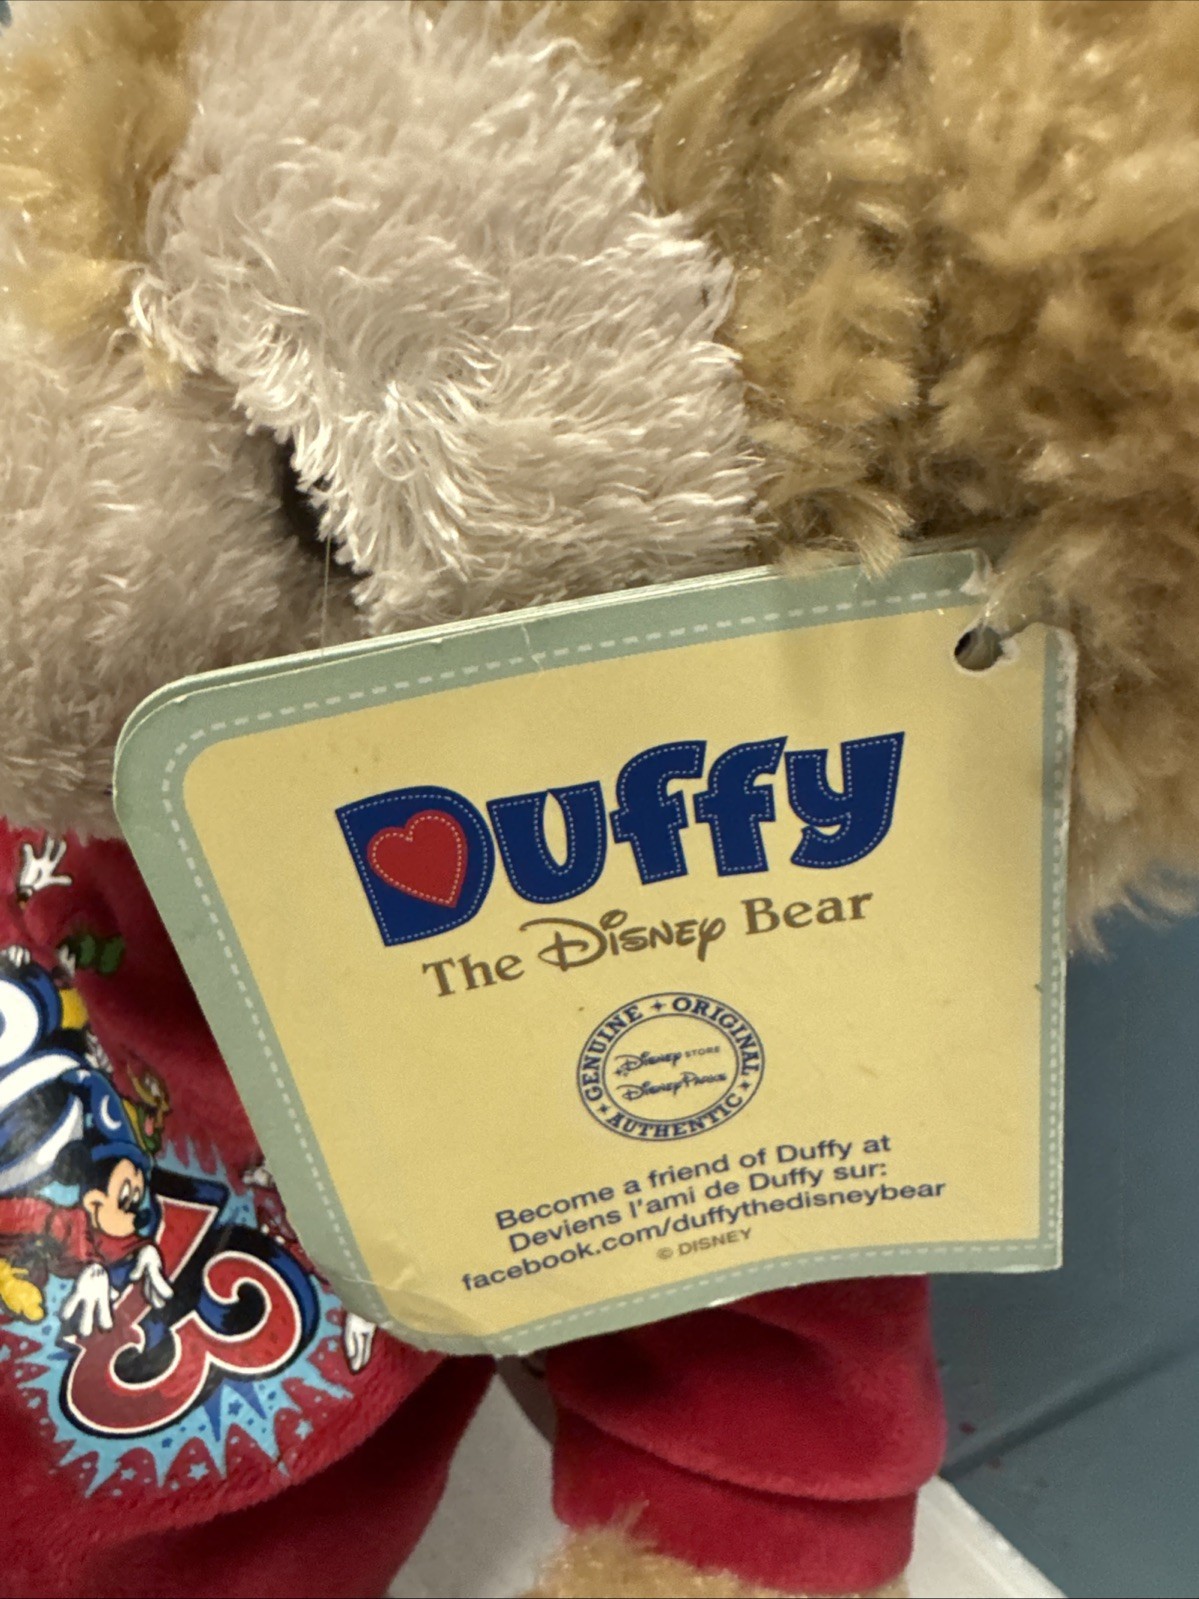 Duffy
The Disney Bear
GENUINE ✦ ORIGINAL ✦ AUTHENTIC ✦
Disney STORE
Disney Parks
Become a friend of Duffy at
Deviens l'ami de Duffy sur:
facebook.com/duffythedisneybear
© DISNEY
3